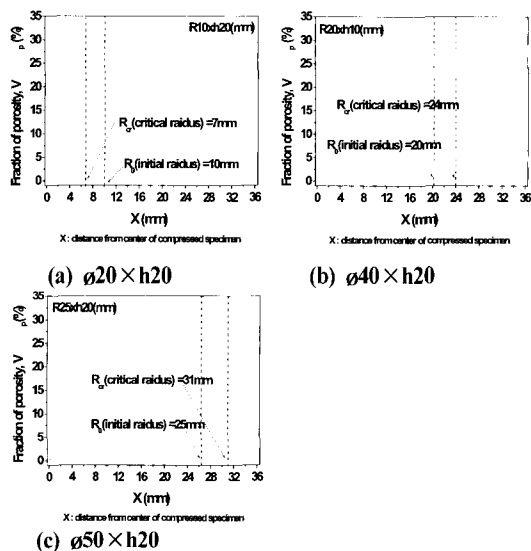 35
30
25
20
15
10
5
0
Fraction of porosity, V p (%)
R10xh20(mm)
Rcr(critical raidus) =7mm
Rb(initial raidus) =10mm
0 4 8 12 16 20 24 28 32 36
X (mm)
X : distance from center of compressed specimen
(a) ø20×h20
35
30
25
20
15
10
5
0
Fraction of porosity, V p (%)
R20xh10(mm)
Rcr(critical raidus) =24mm
Rb(initial raidus) =20mm
0 4 8 12 16 20 24 28 32 36
X (mm)
X : distance from center of compressed specimen
(b) ø40×h20
35
30
25
20
15
10
5
0
Fraction of porosity, V p (%)
R25xh20(mm)
Rcr(critical raidus) =31mm
Rb(initial raidus) =25mm
0 4 8 12 16 20 24 28 32 36
X (mm)
X : distance from center of compressed specimen
(c) ø50×h20